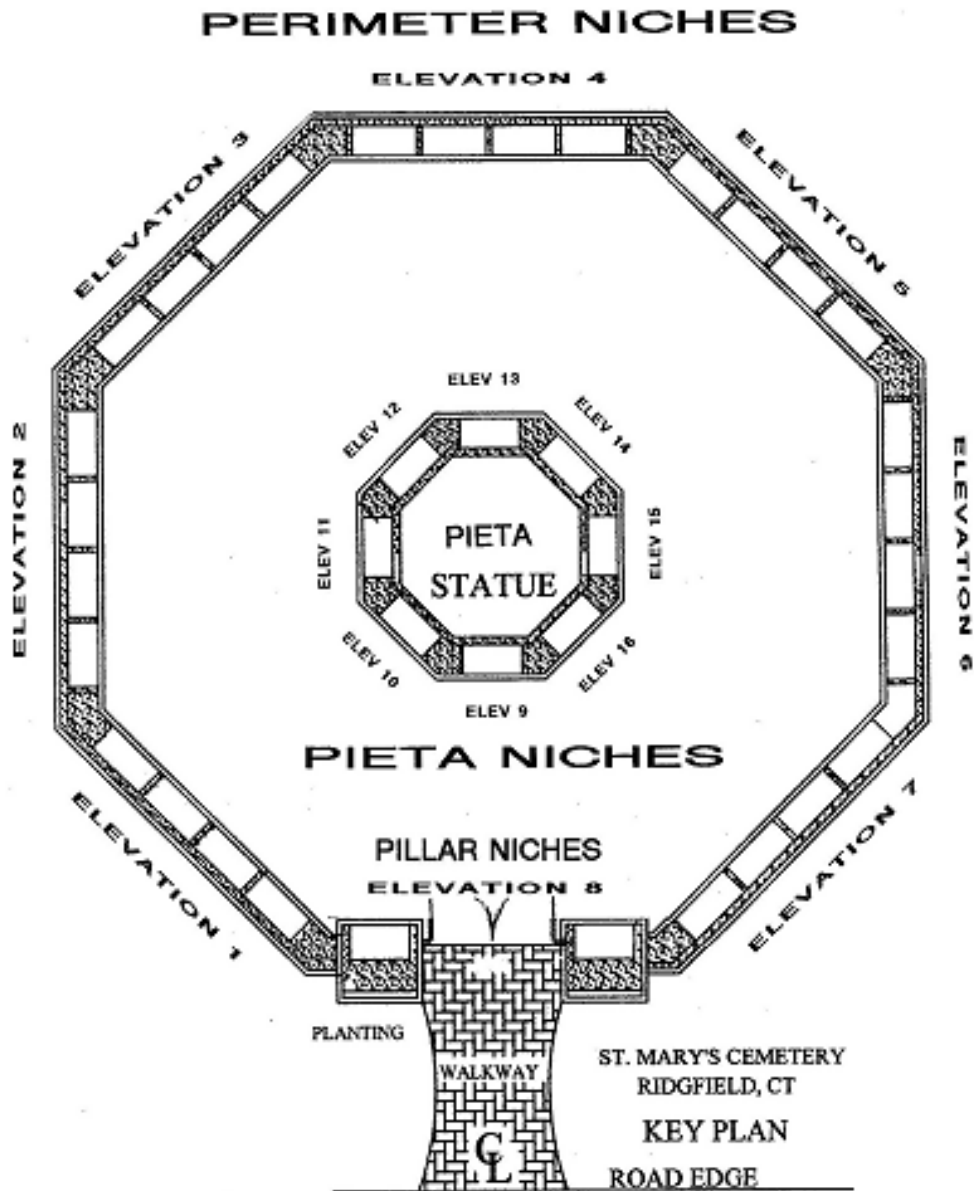 PERIMETER NICHES
ELEVATION 4
ELEVATION 3
ELEVATION 5
ELEV 13
ELEV 12
ELEV 14
ELEVATION 2
ELEV 11
PIETA
STATUE
ELEV 15
ELEVATION 6
ELEV 10
ELEV 16
ELEV 9
PIETA NICHES
ELEVATION 1
PILLAR NICHES
ELEVATION 8
ELEVATION 7
PLANTING
WALKWAY
ST. MARY'S CEMETERY
RIDGFIELD, CT
KEY PLAN
CL
ROAD EDGE